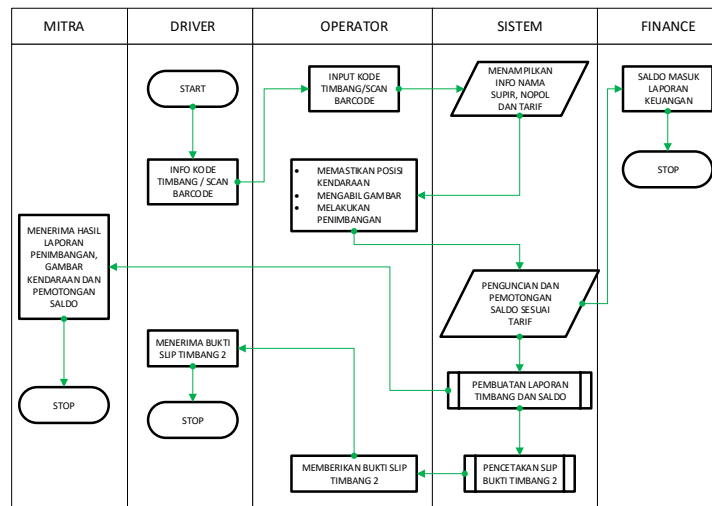 MITRA
DRIVER
OPERATOR
SISTEM
FINANCE
START
INPUT KODE
TIMBANG/SCAN
BARCODE
MENAMPILKAN
INFO NAMA
SUPIR, NOPOL
DAN TARIF
SALDO MASUK
LAPORAN
KEUANGAN
STOP
INFO KODE
TIMBANG / SCAN
BARCODE
• MEMASTIKAN POSISI
KENDARAAN
• MENGABIL GAMBAR
• MELAKUKAN
PENIMBANGAN
MENERIMA HASIL
LAPORAN
PENIMBANGAN,
GAMBAR
KENDARAAN DAN
PEMOTONGAN
SALDO
PENGUNCIAN DAN
PEMOTONGAN
SALDO SESUAI
TARIF
MENERIMA BUKTI
SLIP TIMBANG 2
STOP
STOP
PEMBUATAN LAPORAN
TIMBANG DAN SALDO
MEMBERIKAN BUKTI SLIP
TIMBANG 2
PENCETAKAN SLIP
BUKTI TIMBANG 2